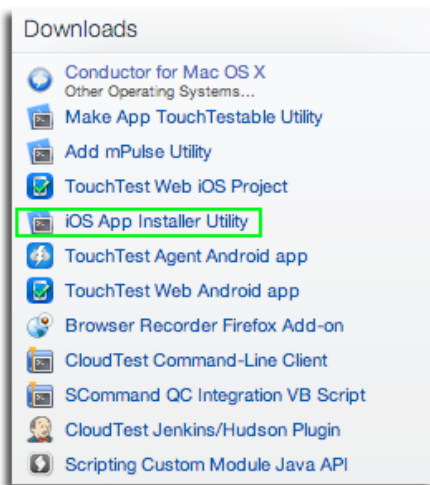 Downloads
Conductor for Mac OS X
Other Operating Systems...
Make App TouchTestable Utility
Add mPulse Utility
TouchTest Web iOS Project
iOS App Installer Utility
TouchTest Agent Android app
TouchTest Web Android app
Browser Recorder Firefox Add-on
CloudTest Command-Line Client
SCommand QC Integration VB Script
CloudTest Jenkins/Hudson Plugin
Scripting Custom Module Java API